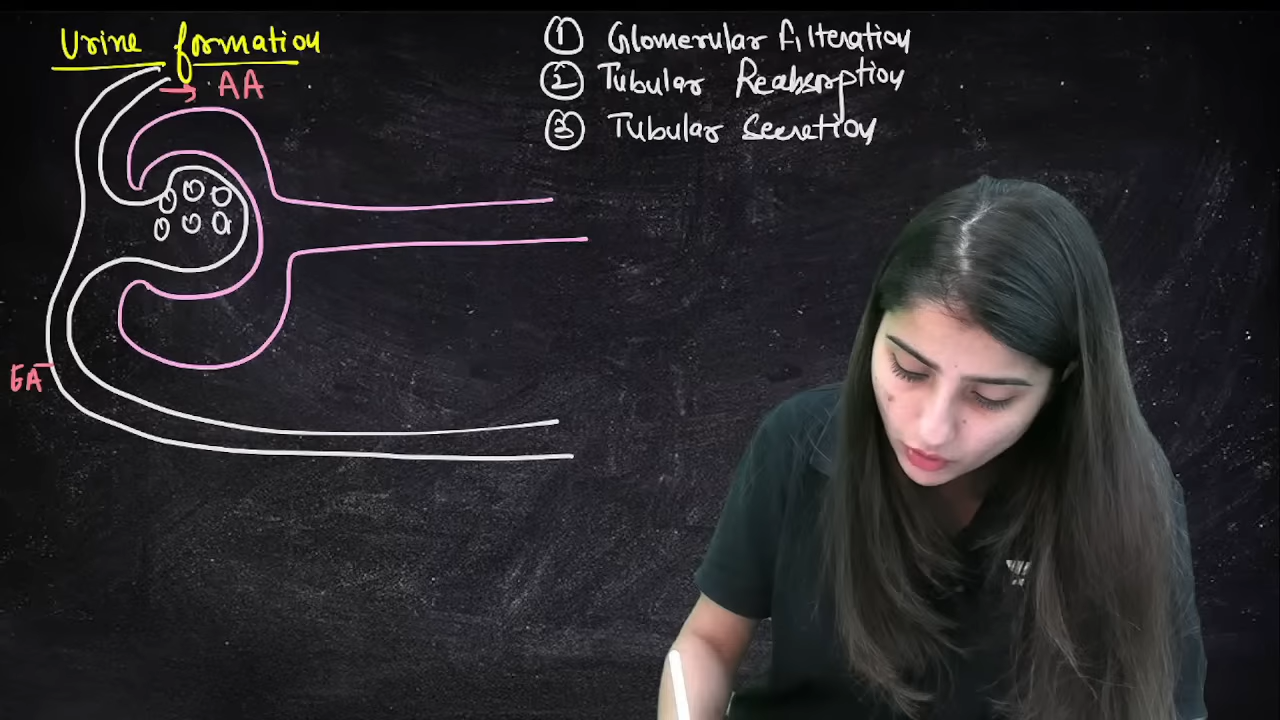 Urine formation
AA
EA
① Glomerular filteration
② Tubular Reabsorption
③ Tubular Secretion